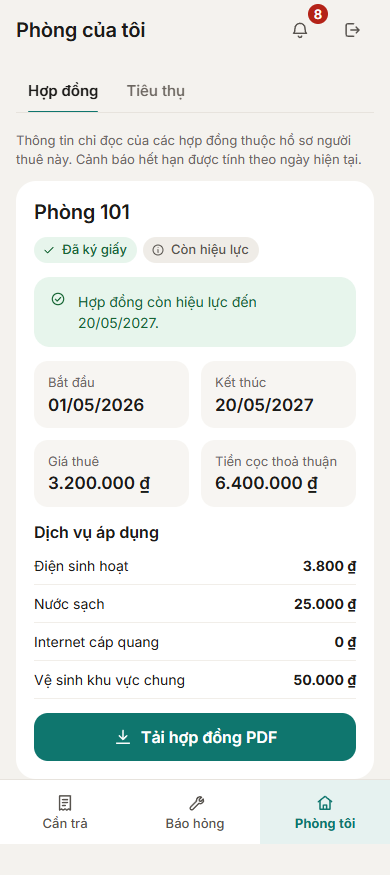 Phòng của tôi
8
Hợp đồng
Tiêu thụ
Thông tin chỉ đọc của các hợp đồng thuộc hồ sơ người
thuê này. Cảnh báo hết hạn được tính theo ngày hiện tại.
Phòng 101
Đã ký giấy
Còn hiệu lực
Hợp đồng còn hiệu lực đến
20/05/2027.
Bắt đầu
Kết thúc
01/05/2026
20/05/2027
Giá thuê
Tiền cọc thoả thuận
3.200.000 ₫
6.400.000 ₫
Dịch vụ áp dụng
Điện sinh hoạt 3.800 ₫
Nước sạch 25.000 ₫
Internet cáp quang 0 ₫
Vệ sinh khu vực chung 50.000 ₫
Tải hợp đồng PDF
Cần trả
Báo hỏng
Phòng tôi